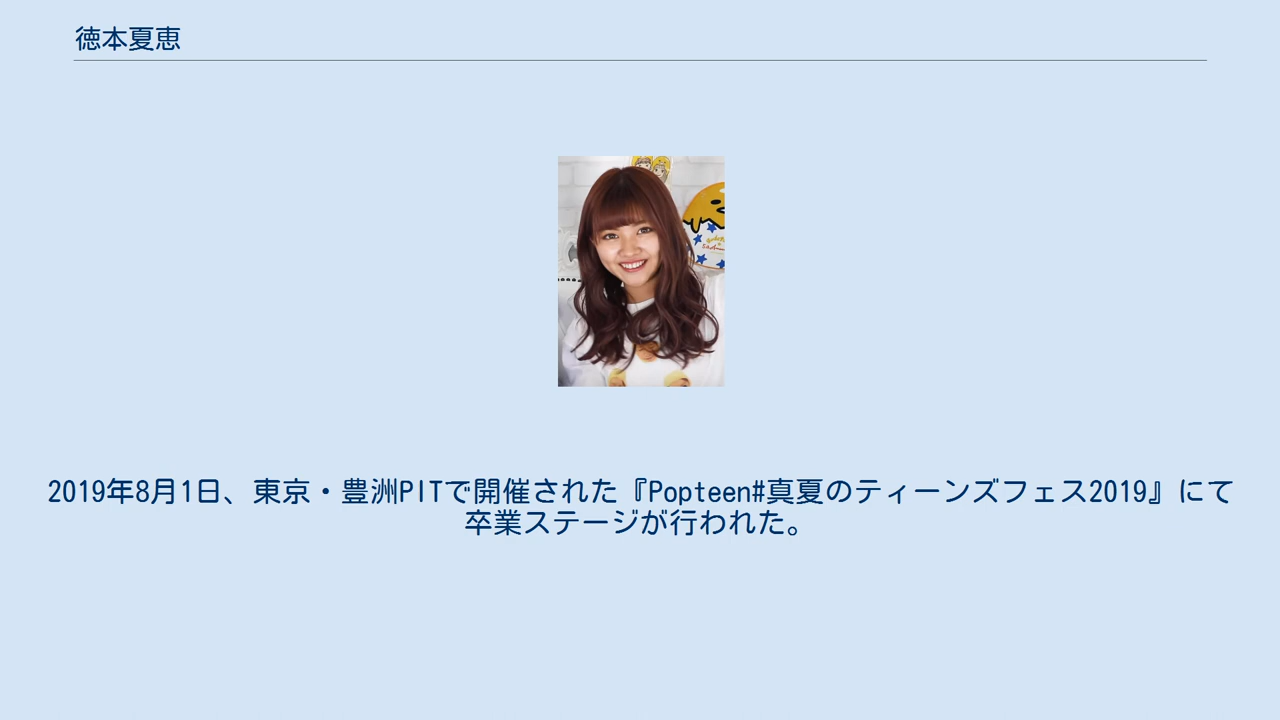 徳本夏恵
2019年8月1日、東京・豊洲PITで開催された『Popteen#真夏のティーンズフェス2019』にて
卒業ステージが行われた。